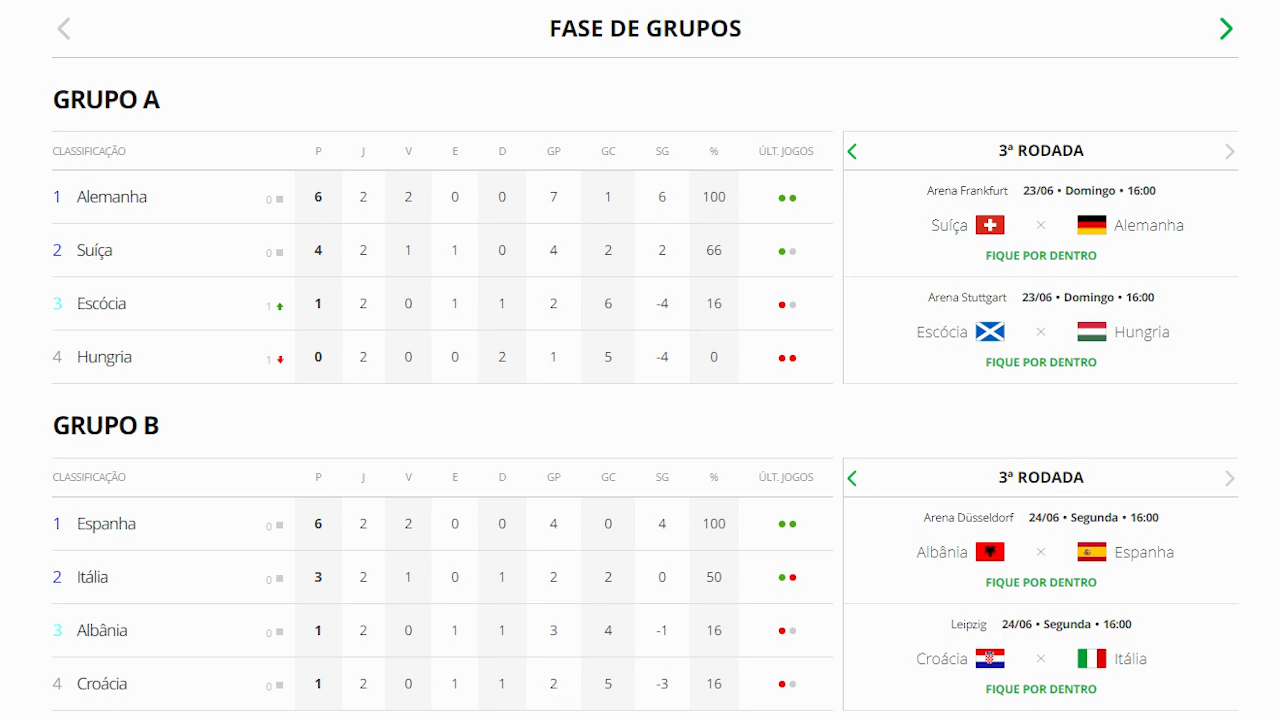 FASE DE GRUPOS
GRUPO A
CLASSIFICAÇÃO P J V E D GP GC SG % ÚLT. JOGOS
1 Alemanha 0 6 2 2 0 0 7 1 6 100
2 Suíça 0 4 2 1 1 0 4 2 2 66
3 Escócia 1 1 2 0 1 1 2 6 -4 16
4 Hungria 1 0 2 0 0 2 1 5 -4 0
3ª RODADA
Arena Frankfurt 23/06 • Domingo • 16:00
Suíça × Alemanha
FIQUE POR DENTRO
Arena Stuttgart 23/06 • Domingo • 16:00
Escócia × Hungria
FIQUE POR DENTRO
GRUPO B
CLASSIFICAÇÃO P J V E D GP GC SG % ÚLT. JOGOS
1 Espanha 0 6 2 2 0 0 4 0 4 100
2 Itália 0 3 2 1 0 1 2 2 0 50
3 Albânia 0 1 2 0 1 1 3 4 -1 16
4 Croácia 0 1 2 0 1 1 2 5 -3 16
3ª RODADA
Arena Düsseldorf 24/06 • Segunda • 16:00
Albânia × Espanha
FIQUE POR DENTRO
Leipzig 24/06 • Segunda • 16:00
Croácia × Itália
FIQUE POR DENTRO